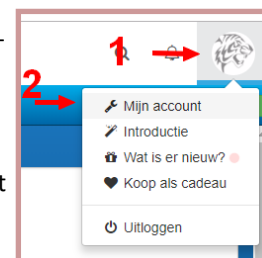 1
2
Mijn account
Introductie
Wat is er nieuw?
Koop als cadeau
Uitloggen
t